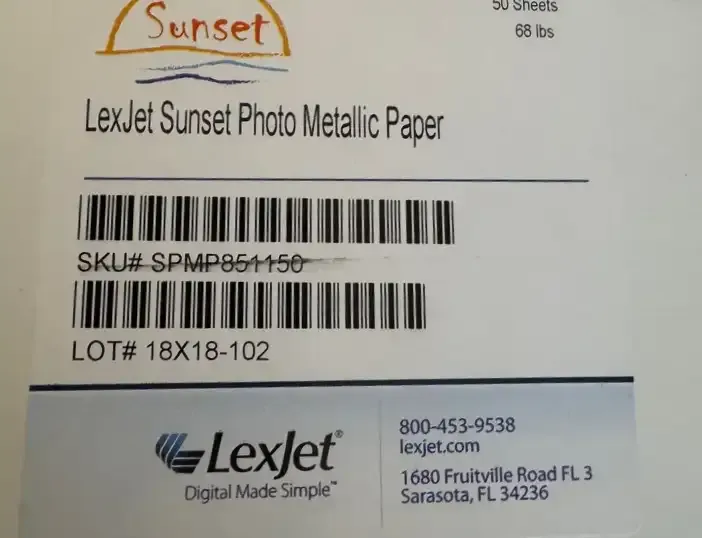 Sunset
50 Sheets
68 lbs
LexJet Sunset Photo Metallic Paper
SKU# SPMP851150
LOT# 18X18-102
LexJet®
Digital Made Simple™
800-453-9538
lexjet.com
1680 Fruitville Road FL 3
Sarasota, FL 34236